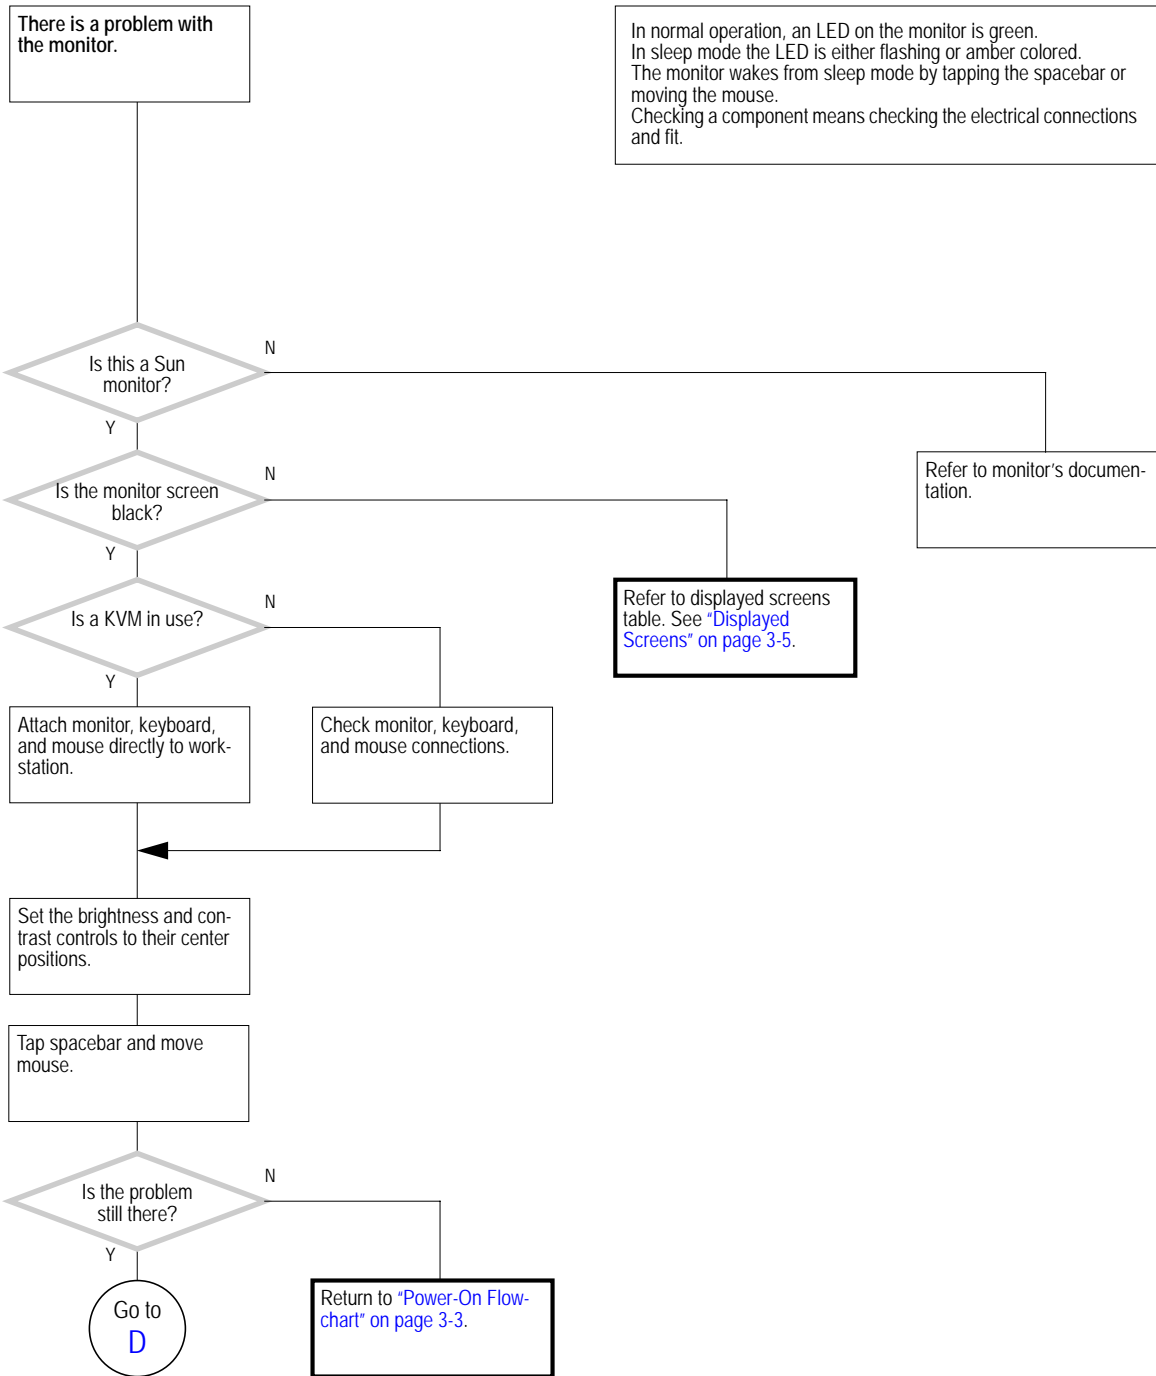 There is a problem with
the monitor.
In normal operation, an LED on the monitor is green.
In sleep mode the LED is either flashing or amber colored.
The monitor wakes from sleep mode by tapping the spacebar or
moving the mouse.
Checking a component means checking the electrical connections
and fit.
Is this a Sun
monitor?
N
Y
Refer to monitor's documen-
tation.
Is the monitor screen
black?
N
Y
Refer to displayed screens
table. See "Displayed
Screens" on page 3-5.
Is a KVM in use?
N
Y
Attach monitor, keyboard,
and mouse directly to work-
station.
Check monitor, keyboard,
and mouse connections.
Set the brightness and con-
trast controls to their center
positions.
Tap spacebar and move
mouse.
Is the problem
still there?
N
Y
Go to
D
Return to "Power-On Flow-
chart" on page 3-3.